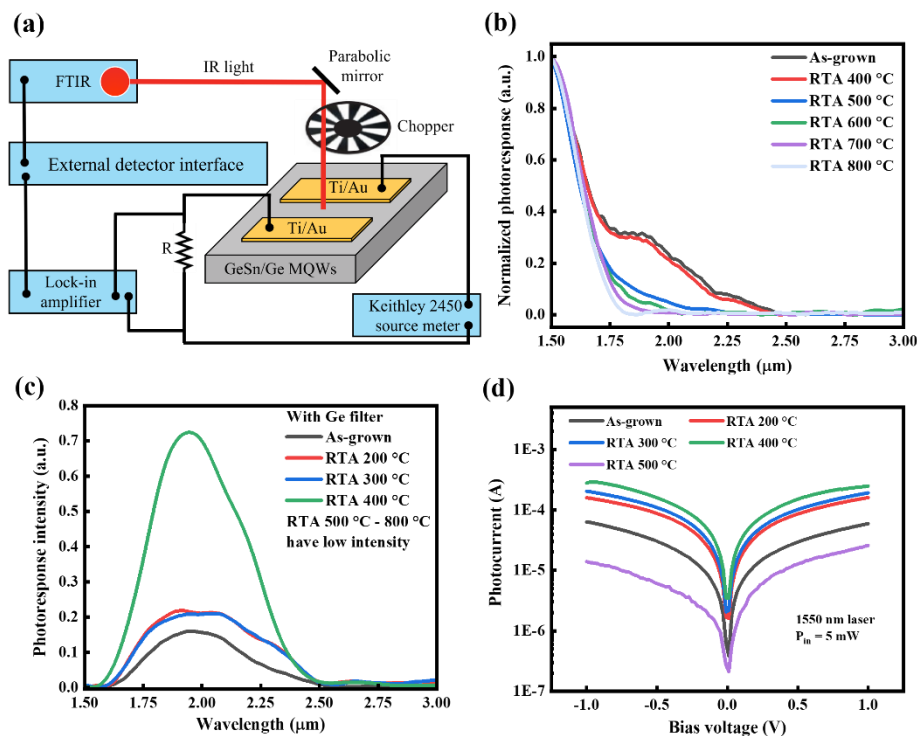 (a)
FTIR
IR light
Parabolic
mirror
Chopper
External detector interface
Ti/Au
Ti/Au
R
GeSn/Ge MQWs
Lock-in
amplifier
Keithley 2450
source meter
(b)
Normalized photoresponse (a.u.)
1.0
0.8
0.6
0.4
0.2
0.0
As-grown
RTA 400 °C
RTA 500 °C
RTA 600 °C
RTA 700 °C
RTA 800 °C
1.50
1.75
2.00
2.25
2.50
2.75
3.00
Wavelength (μm)
(c)
Photoresponse intensity (a.u.)
0.8
0.7
0.6
0.5
0.4
0.3
0.2
0.1
0.0
With Ge filter
As-grown
RTA 200 °C
RTA 300 °C
RTA 400 °C
RTA 500 °C - 800 °C
have low intensity
1.50
1.75
2.00
2.25
2.50
2.75
3.00
Wavelength (μm)
(d)
Photocurrent (A)
1E-3
1E-4
1E-5
1E-6
1E-7
As-grown
RTA 200 °C
RTA 300 °C
RTA 400 °C
RTA 500 °C
1550 nm laser
Pin = 5 mW
-1.0
-0.5
0.0
0.5
1.0
Bias voltage (V)